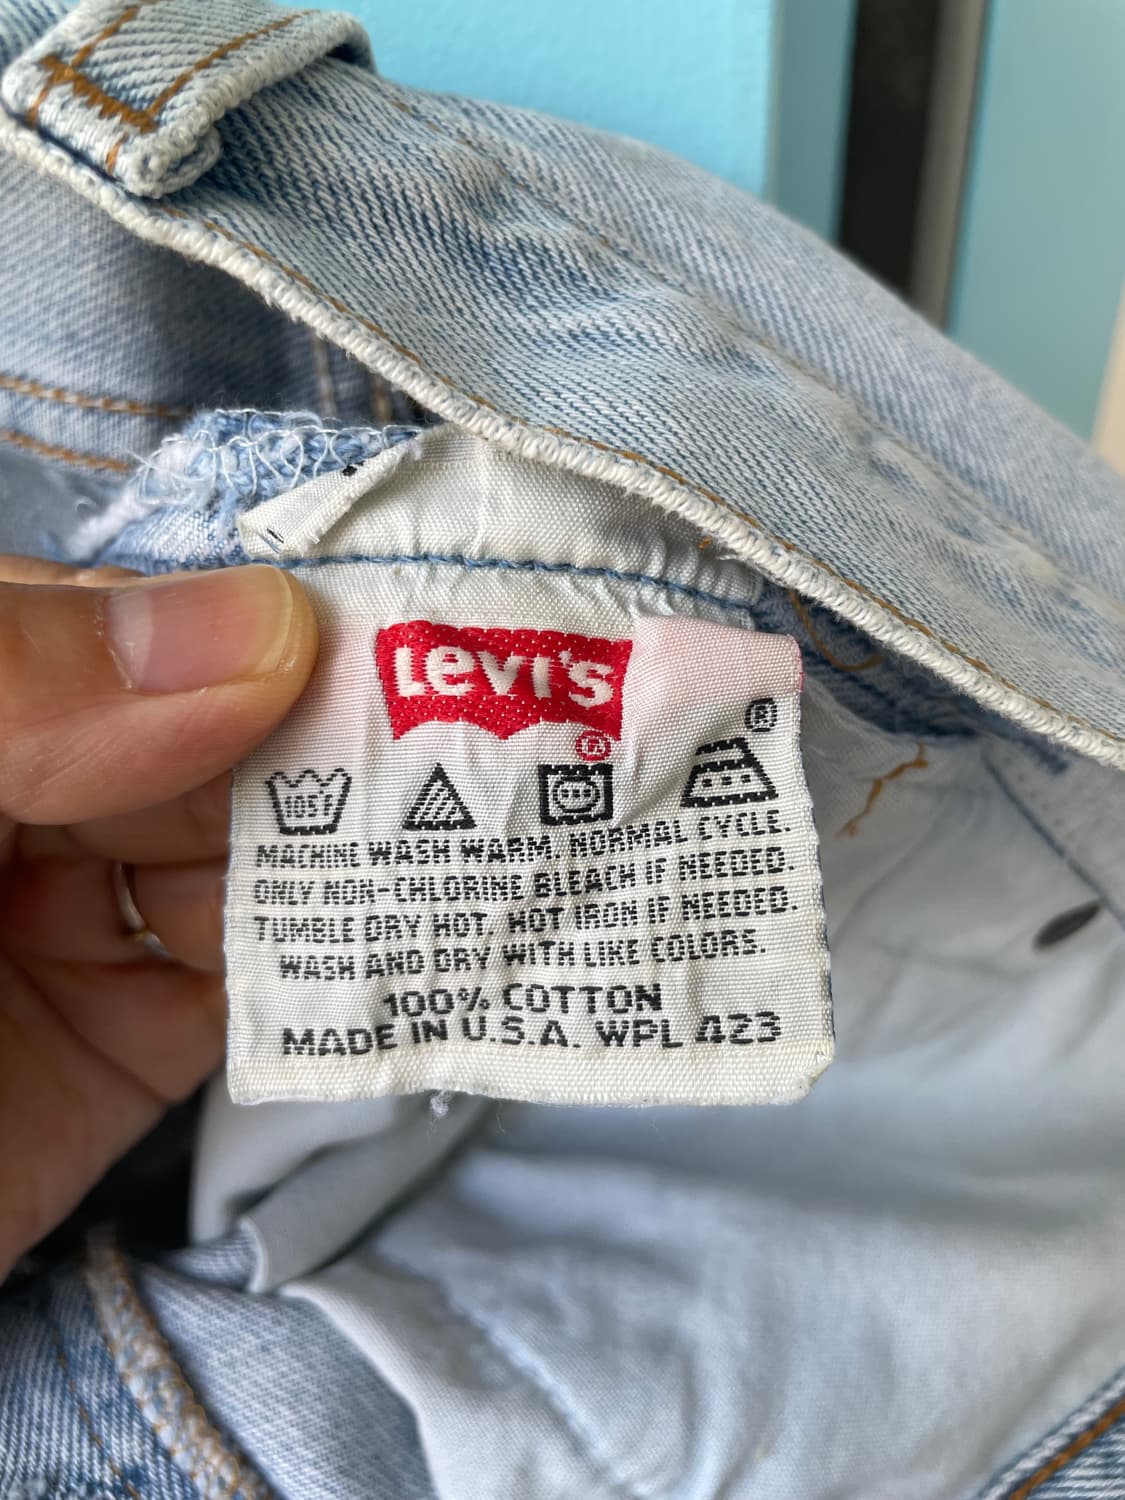 Levi's
®
®
105°F
MACHINE WASH WARM. NORMAL CYCLE.
ONLY NON-CHLORINE BLEACH IF NEEDED.
TUMBLE DRY HOT. HOT IRON IF NEEDED.
WASH AND DRY WITH LIKE COLORS.
100% COTTON
MADE IN U.S.A. WPL 423